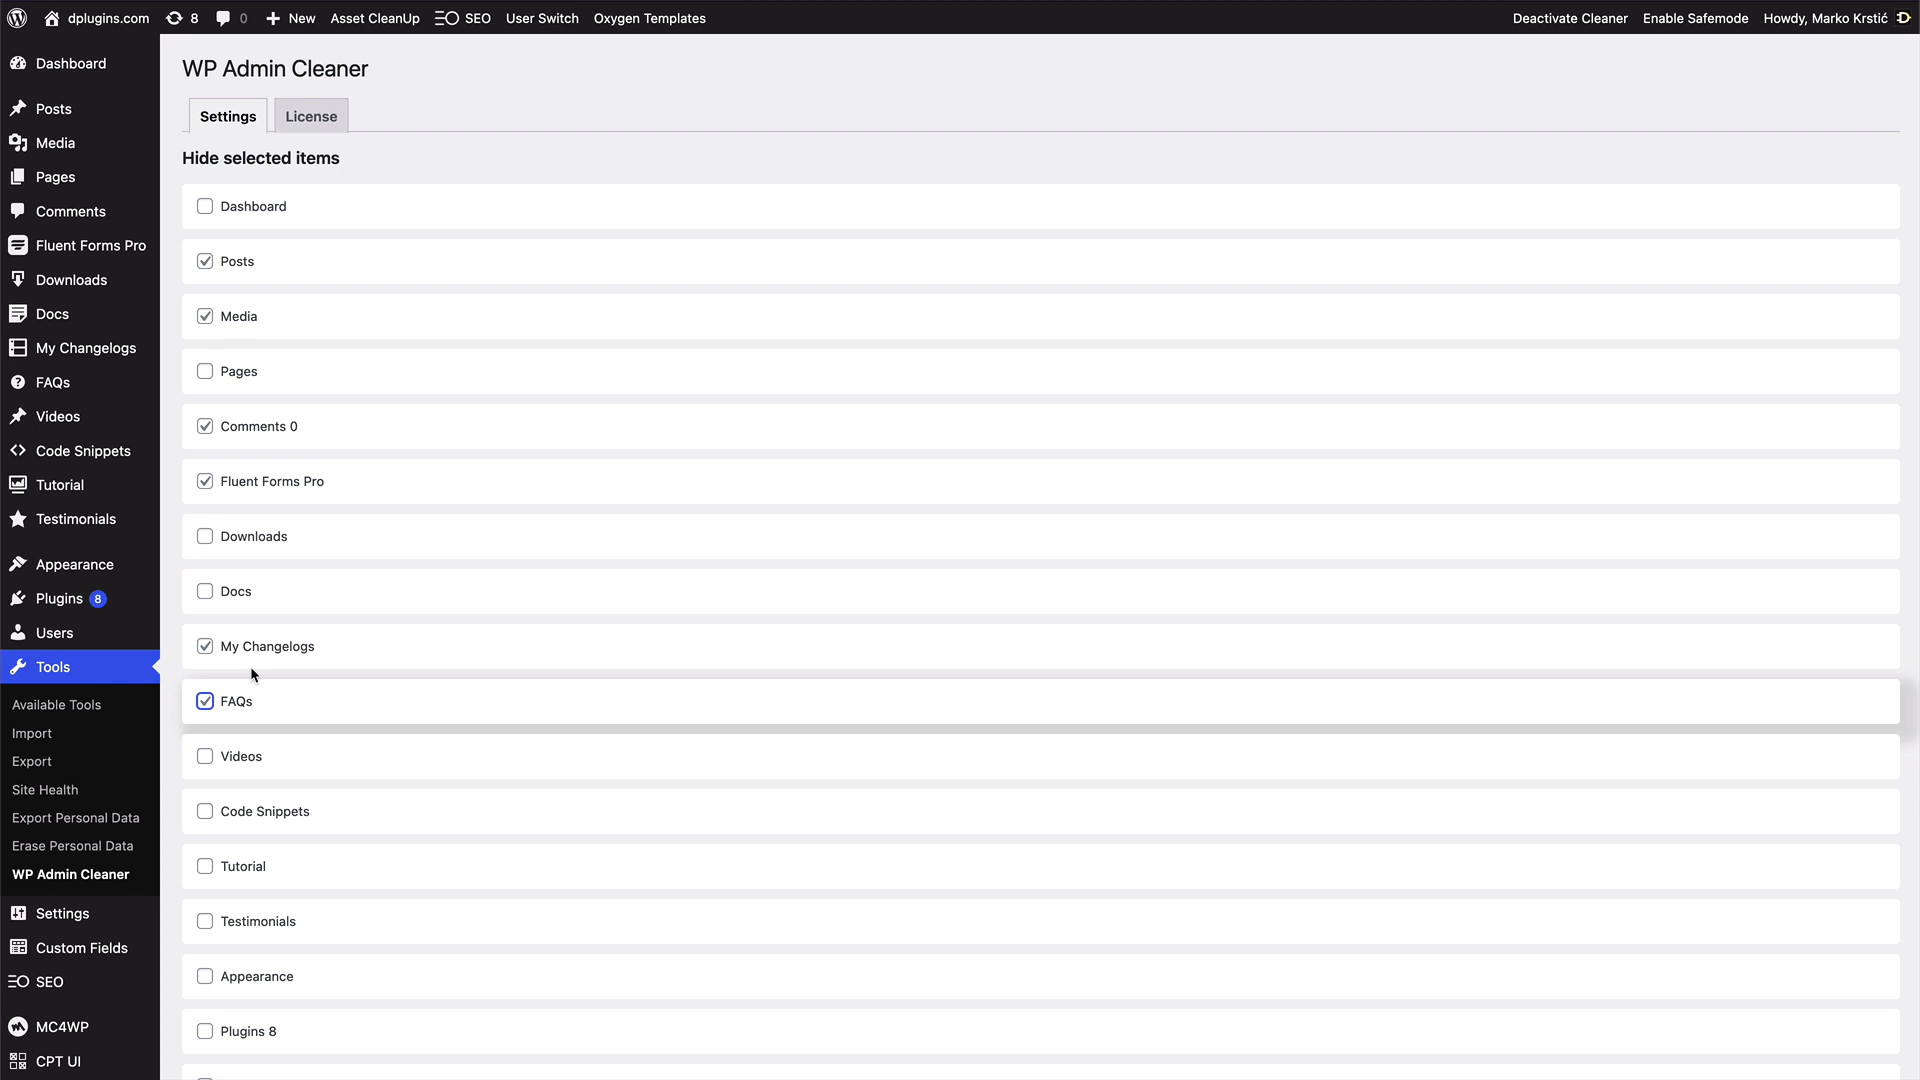 dplugins.com 8 0 New Asset CleanUp SEO User Switch Oxygen Templates Deactivate Cleaner Enable Safemode Howdy, Marko Krstić
Dashboard
Posts
Media
Pages
Comments
Fluent Forms Pro
Downloads
Docs
My Changelogs
FAQs
Videos
Code Snippets
Tutorial
Testimonials
Appearance
Plugins 8
Users
Tools
Available Tools
Import
Export
Site Health
Export Personal Data
Erase Personal Data
WP Admin Cleaner
Settings
Custom Fields
SEO
MC4WP
CPT UI
WP Admin Cleaner
Settings License
Hide selected items
Dashboard
Posts
Media
Pages
Comments 0
Fluent Forms Pro
Downloads
Docs
My Changelogs
FAQs
Videos
Code Snippets
Tutorial
Testimonials
Appearance
Plugins 8